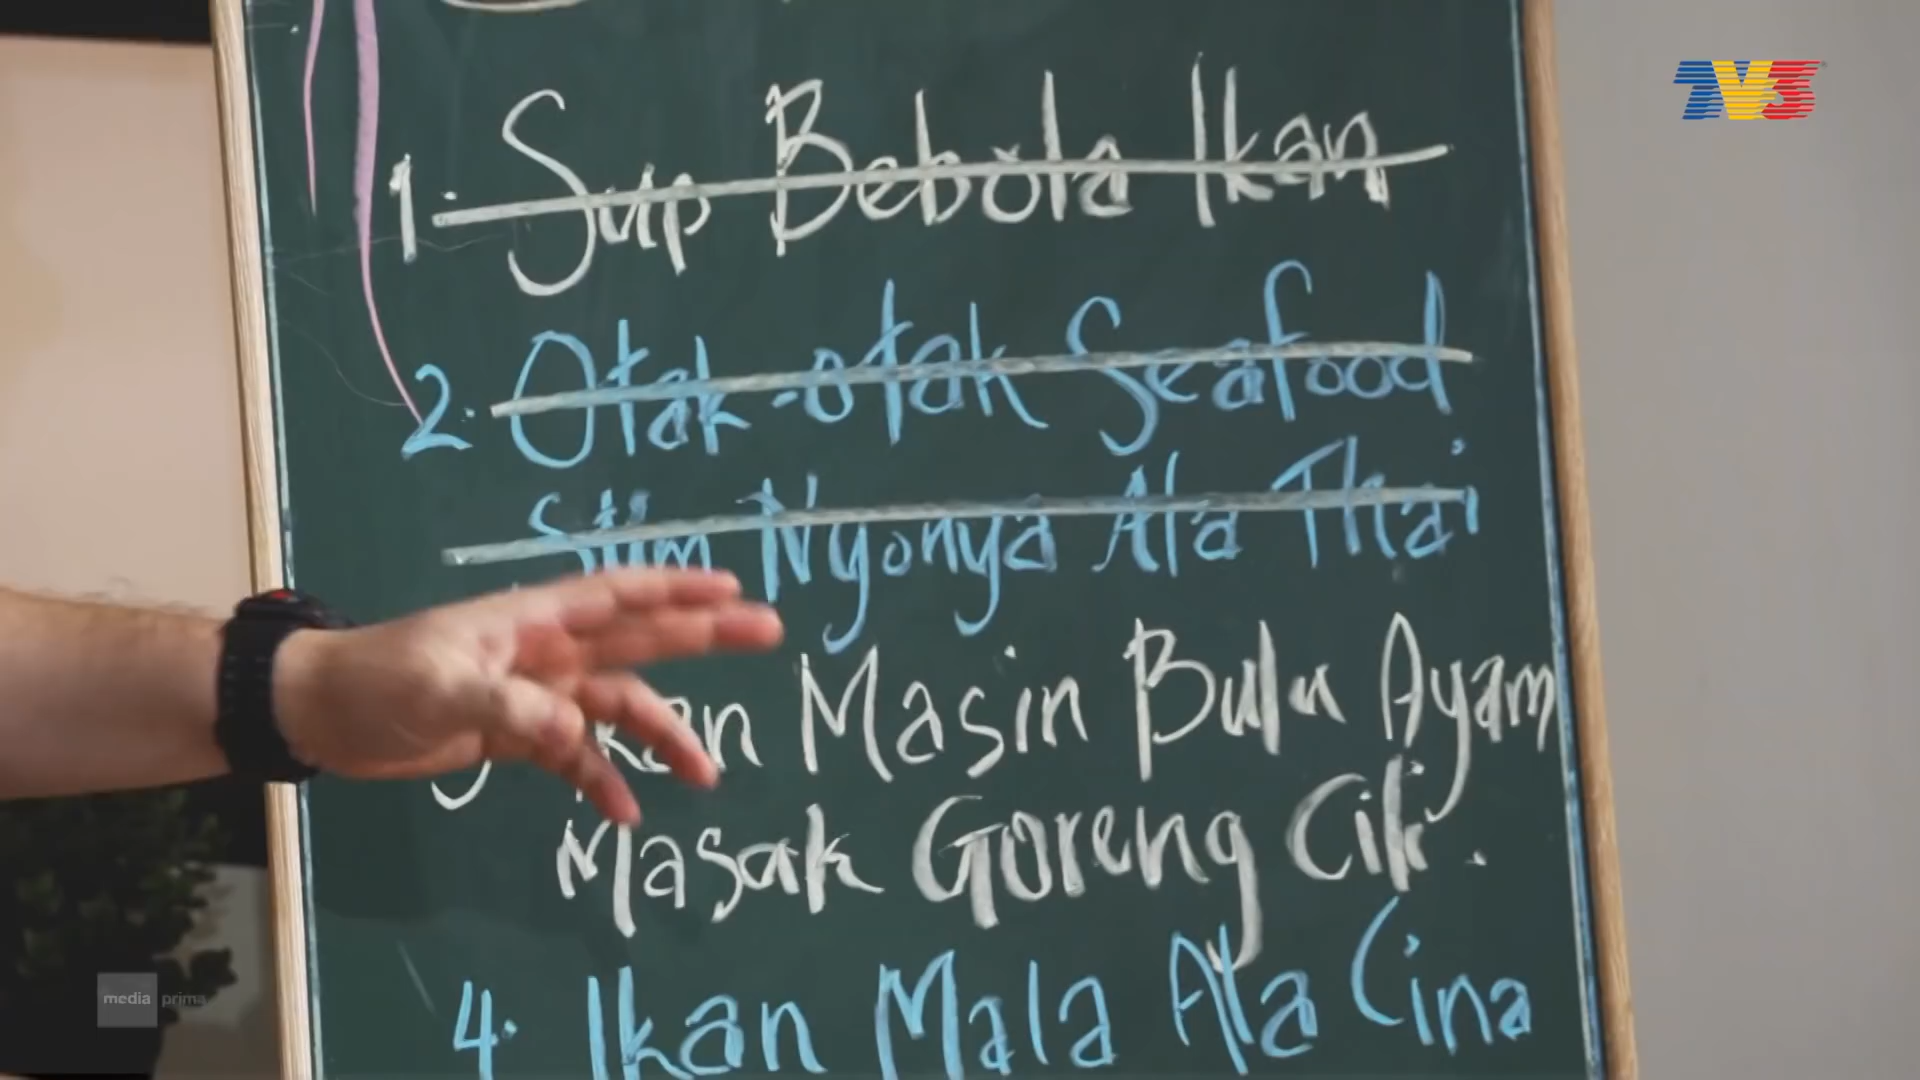 TV3
1. Sup Bebola Ikan
2. Otak-otak Seafood
Stim Nyonya Ala Thai
Ikan Masin Bulu Ayam
Masak Goreng Cili.
4. Ikan Mala Ala Cina
media prima